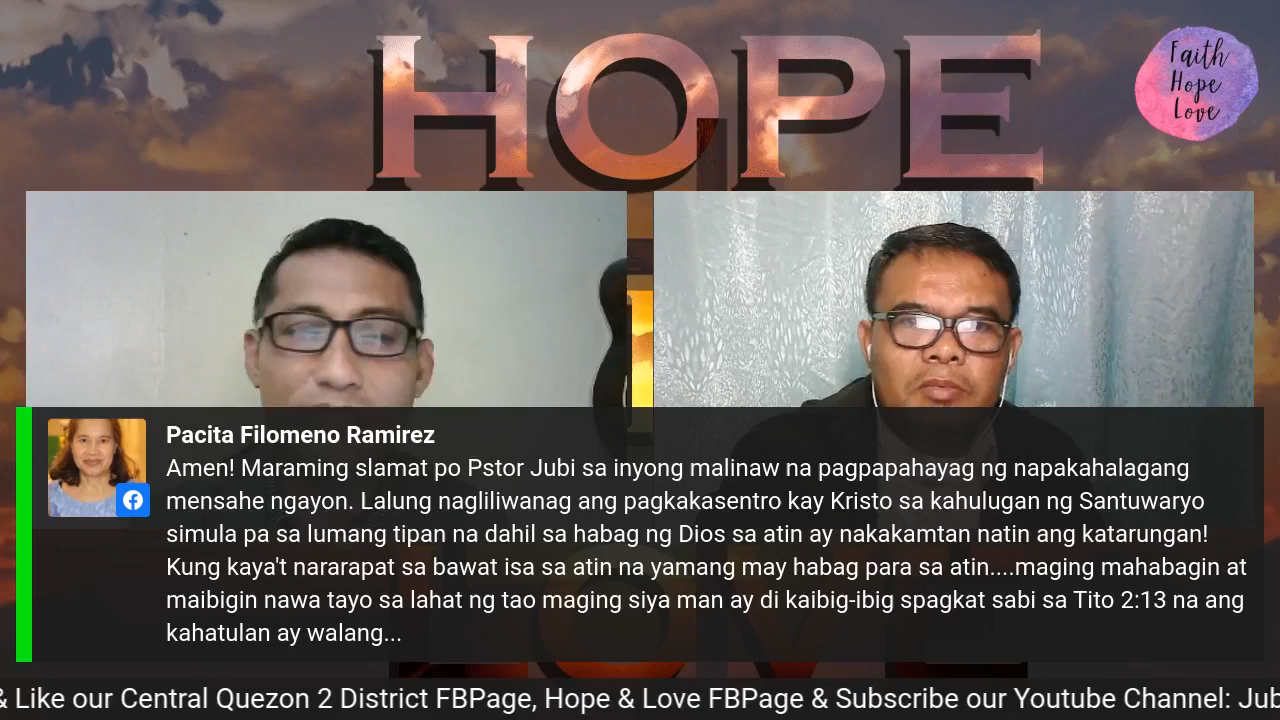 HOPE
Faith
Hope
Love
Pacita Filomeno Ramirez
Amen! Maraming slamat po Pstor Jubi sa inyong malinaw na pagpapahayag ng napakahalagang
mensahe ngayon. Lalung nagliliwanag ang pagkakasentro kay Kristo sa kahulugan ng Santuwaryo
simula pa sa lumang tipan na dahil sa habag ng Dios sa atin ay nakakamtan natin ang katarungan!
Kung kaya't nararapat sa bawat isa sa atin na yamang may habag para sa atin....maging mahabagin at
maibigin nawa tayo sa lahat ng tao maging siya man ay di kaibig-ibig spagkat sabi sa Tito 2:13 na ang
kahatulan ay walang...
& Like our Central Quezon 2 District FBPage, Hope & Love FBPage & Subscribe our Youtube Channel: Jub